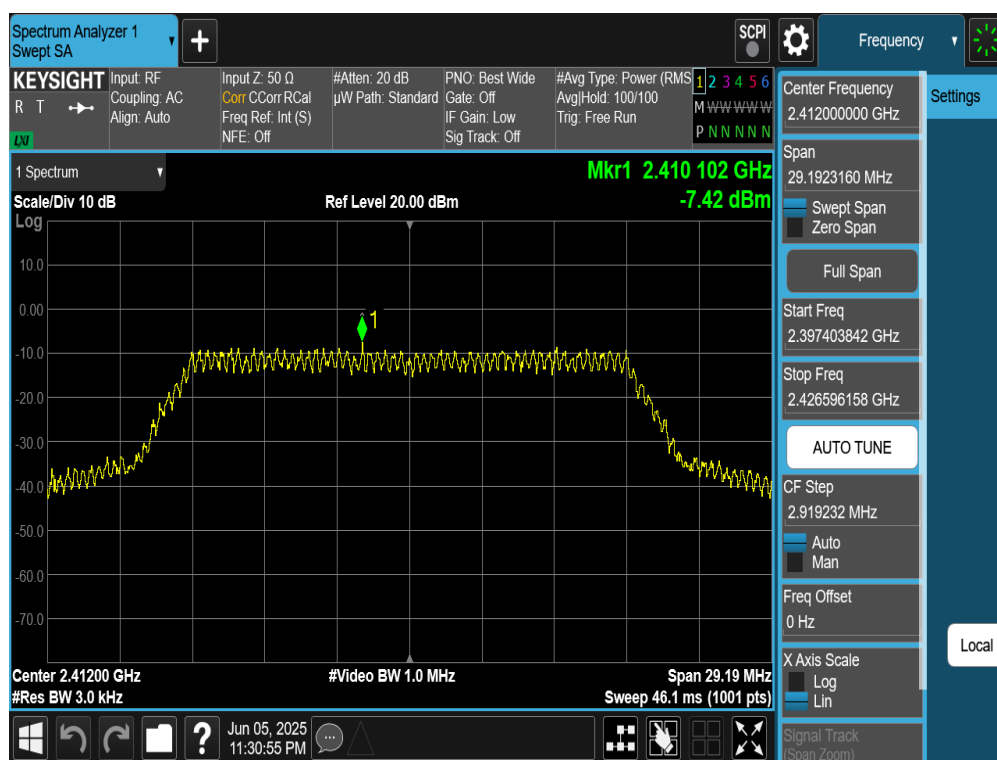 Spectrum Analyzer 1
Swept SA
+
SCPI
Frequency
KEYSIGHT
R T
LXI
Input: RF
Coupling: AC
Align: Auto
Input Z: 50 Ω
Corr CCorr RCal
Freq Ref: Int (S)
NFE: Off
#Atten: 20 dB
µW Path: Standard
PNO: Best Wide
Gate: Off
IF Gain: Low
Sig Track: Off
#Avg Type: Power (RMS
Avg|Hold: 100/100
Trig: Free Run
1 2 3 4 5 6
M W W W W W
P N N N N N
1 Spectrum
Mkr1 2.410 102 GHz
-7.42 dBm
Scale/Div 10 dB
Ref Level 20.00 dBm
Log
10.0
0.00
-10.0
-20.0
-30.0
-40.0
-50.0
-60.0
-70.0
1
Center 2.41200 GHz
#Video BW 1.0 MHz
Span 29.19 MHz
#Res BW 3.0 kHz
Sweep 46.1 ms (1001 pts)
Center Frequency
2.412000000 GHz
Span
29.1923160 MHz
Swept Span
Zero Span
Full Span
Start Freq
2.397403842 GHz
Stop Freq
2.426596158 GHz
AUTO TUNE
CF Step
2.919232 MHz
Auto
Man
Freq Offset
0 Hz
X Axis Scale
Log
Lin
Signal Track
(Span Zoom)
Settings
Local
?
Jun 05, 2025
11:30:55 PM